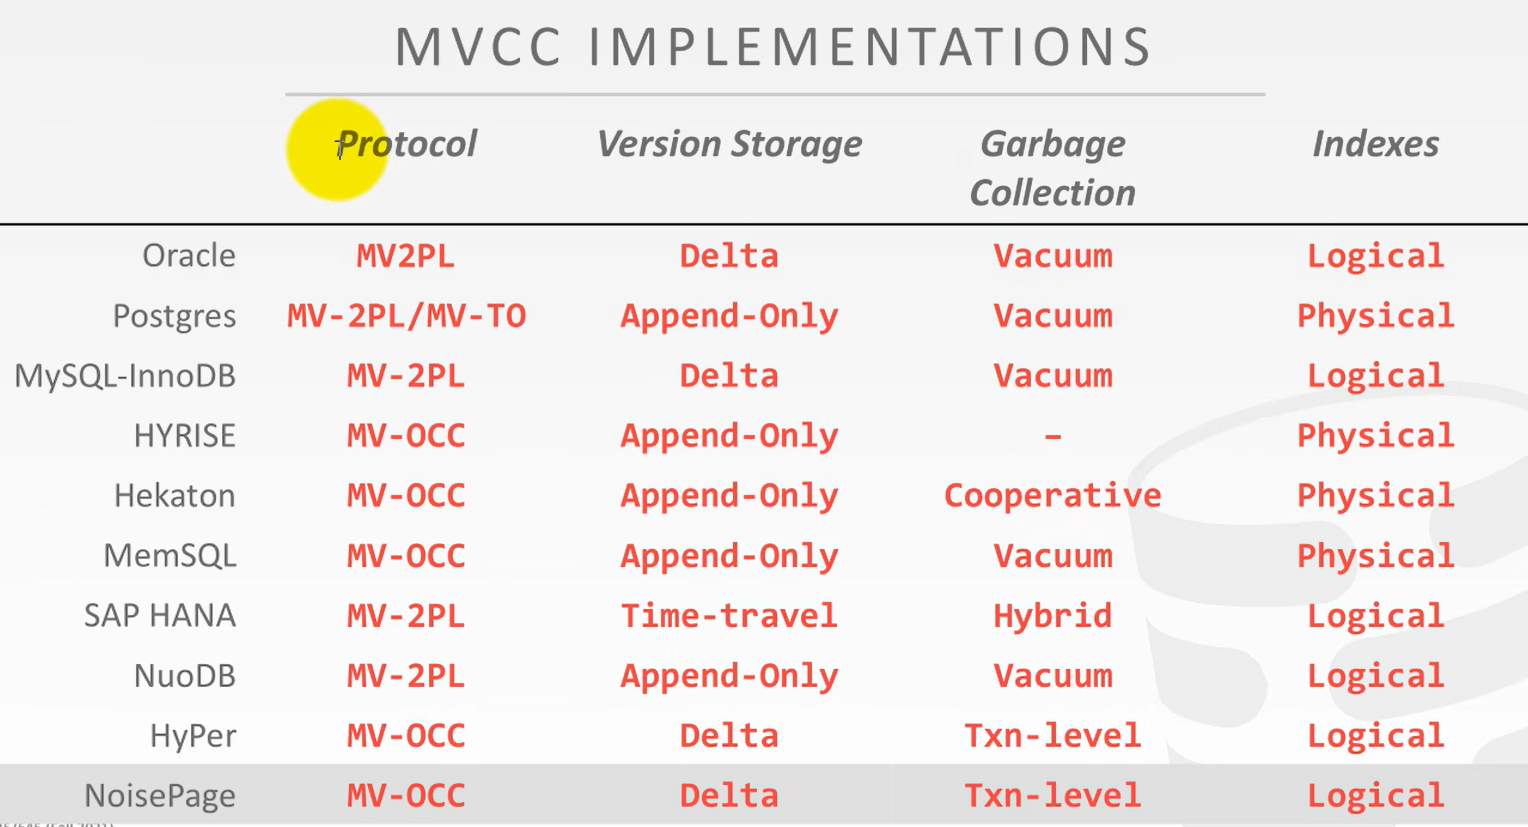 MVCC IMPLEMENTATIONS
Protocol Version Storage Garbage Collection Indexes
Oracle MV2PL Delta Vacuum Logical
Postgres MV-2PL/MV-TO Append-Only Vacuum Physical
MySQL-InnoDB MV-2PL Delta Vacuum Logical
HYRISE MV-OCC Append-Only – Physical
Hekaton MV-OCC Append-Only Cooperative Physical
MemSQL MV-OCC Append-Only Vacuum Physical
SAP HANA MV-2PL Time-travel Hybrid Logical
NuoDB MV-2PL Append-Only Vacuum Logical
HyPer MV-OCC Delta Txn-level Logical
NoisePage MV-OCC Delta Txn-level Logical